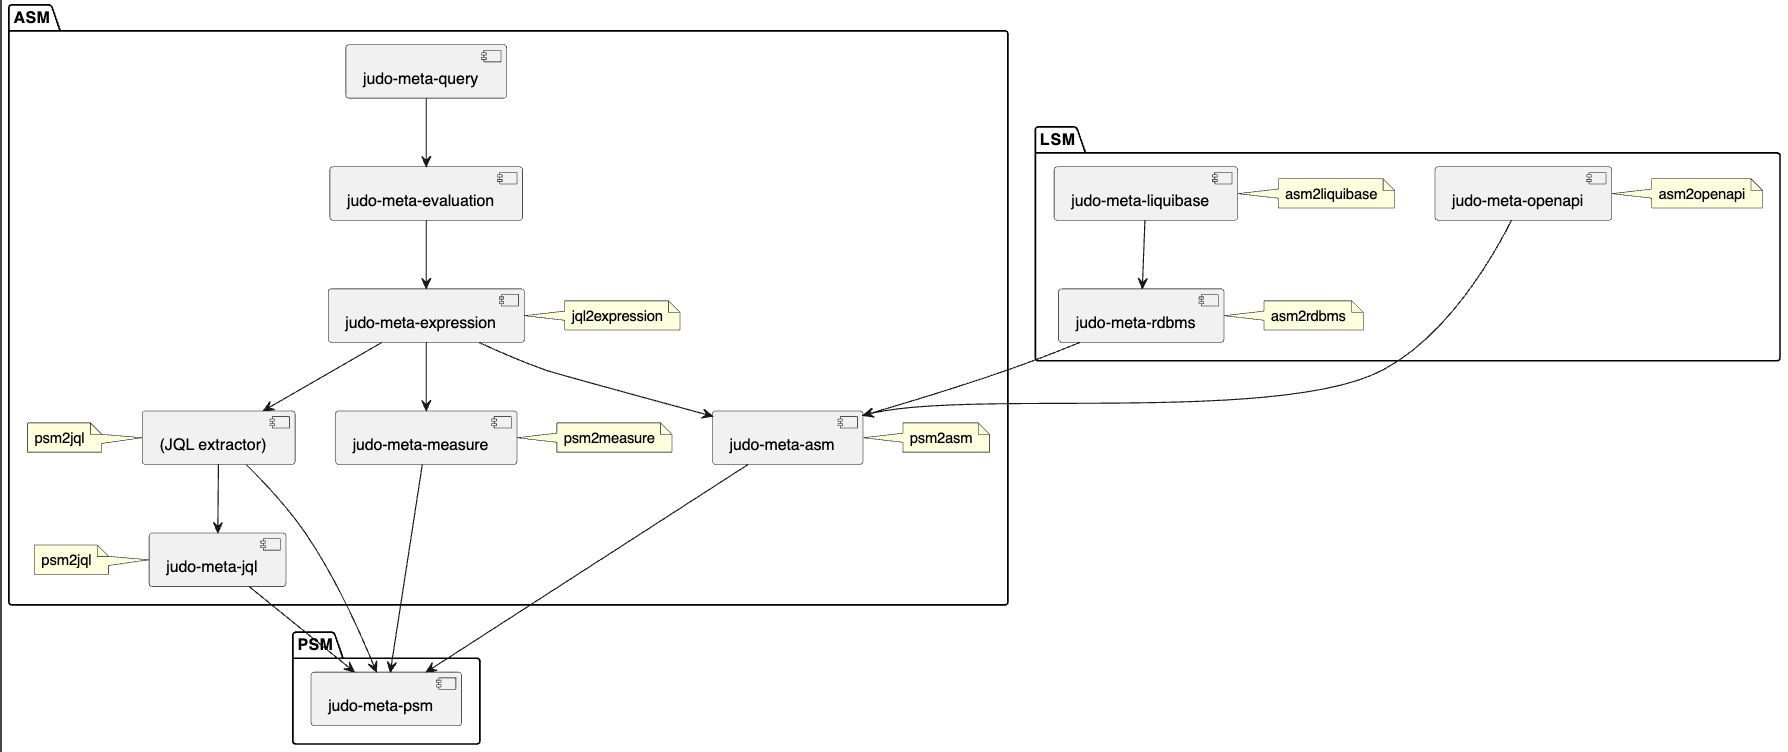 ASM
judo-meta-query
LSM
judo-meta-evaluation
judo-meta-liquibase
asm2liquibase
judo-meta-openapi
asm2openapi
judo-meta-expression
jql2expression
judo-meta-rdbms
asm2rdbms
psm2jql
(JQL extractor)
judo-meta-measure
psm2measure
judo-meta-asm
psm2asm
psm2jql
judo-meta-jql
PSM
judo-meta-psm